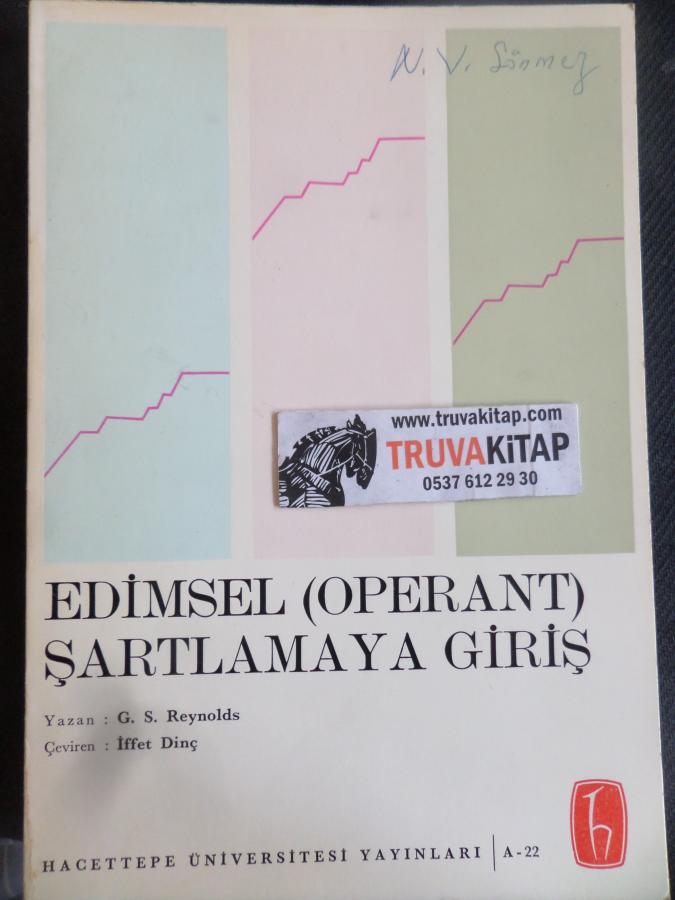 N. V. Sönmez
www.truvakitap.com
TRUVAKİTAP
0537 612 29 30
EDİMSEL (OPERANT)
ŞARTLAMAYA GİRİŞ
Yazan : G. S. Reynolds
Çeviren : İffet Dinç
HACETTEPE ÜNİVERSİTESİ YAYINLARI | A-22
h